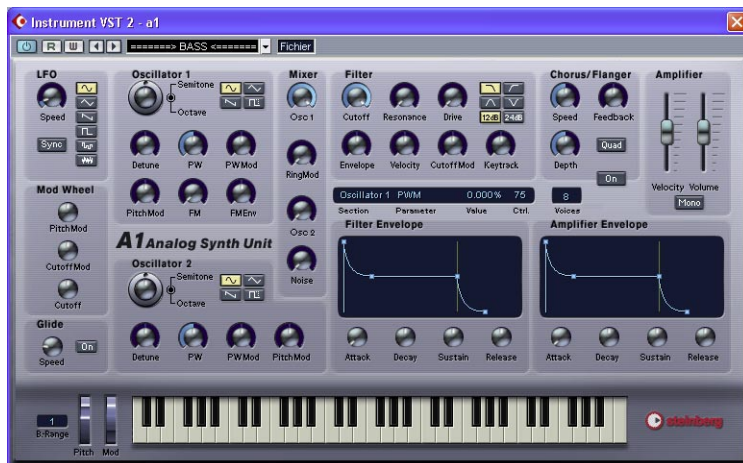 Instrument VST 2 - a1
R W =======> BASS <======= Fichier
LFO
Speed
Sync
Mod Wheel
PitchMod
CutoffMod
Cutoff
Glide
Speed
On
Oscillator 1
Semitone
Octave
Detune PW PWMod
PitchMod FM FMEnv
A1 Analog Synth Unit
Oscillator 2
Semitone
Octave
Detune PW PWMod PitchMod
Mixer
Osc 1
RingMod
Osc 2
Noise
Filter
Cutoff Resonance Drive 12dB 24dB
Envelope Velocity CutoffMod Keytrack
Chorus/Flanger
Speed Feedback
Depth
Quad
On
Amplifier
Velocity Volume
Mono
Oscillator 1 PWM 0.000% 75
Section Parameter Value Ctrl.
8
Voices
Filter Envelope
Attack Decay Sustain Release
Amplifier Envelope
Attack Decay Sustain Release
1
B-Range
Pitch Mod
steinberg